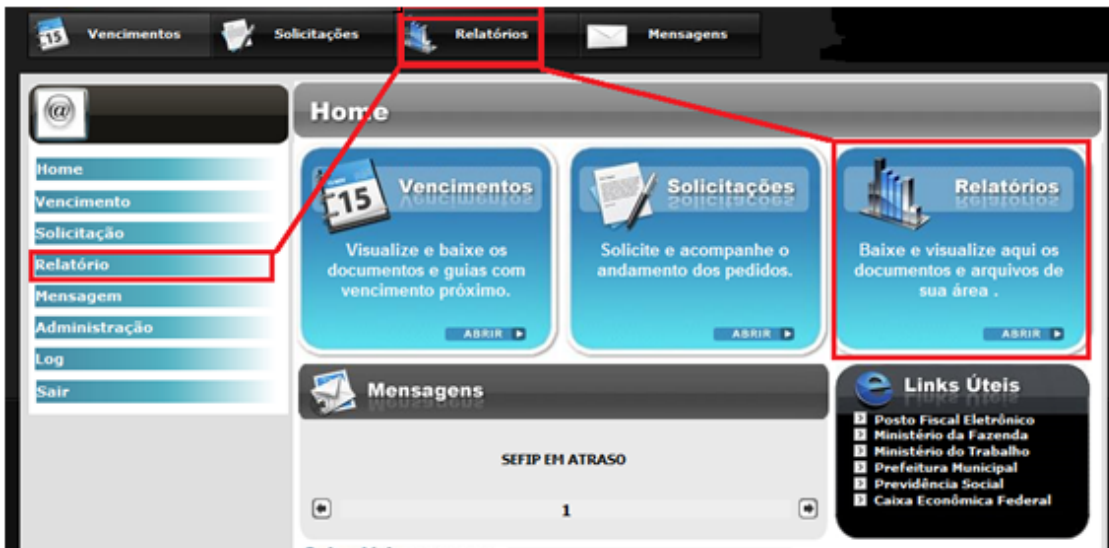 15 Vencimentos Solicitações Relatórios Mensagens
@
Home
Vencimento
Solicitação
Relatório
Mensagem
Administração
Log
Sair
Home
15 Vencimentos
Visualize e baixe os
documentos e guias com
vencimento próximo.
ABRIR
Solicitações
Solicite e acompanhe o
andamento dos pedidos.
ABRIR
Relatórios
Baixe e visualize aqui os
documentos e arquivos de
sua área .
ABRIR
Mensagens
SEFIP EM ATRASO
1
Links Úteis
Posto Fiscal Eletrônico
Ministério da Fazenda
Ministério do Trabalho
Prefeitura Municipal
Previdência Social
Caixa Econômica Federal